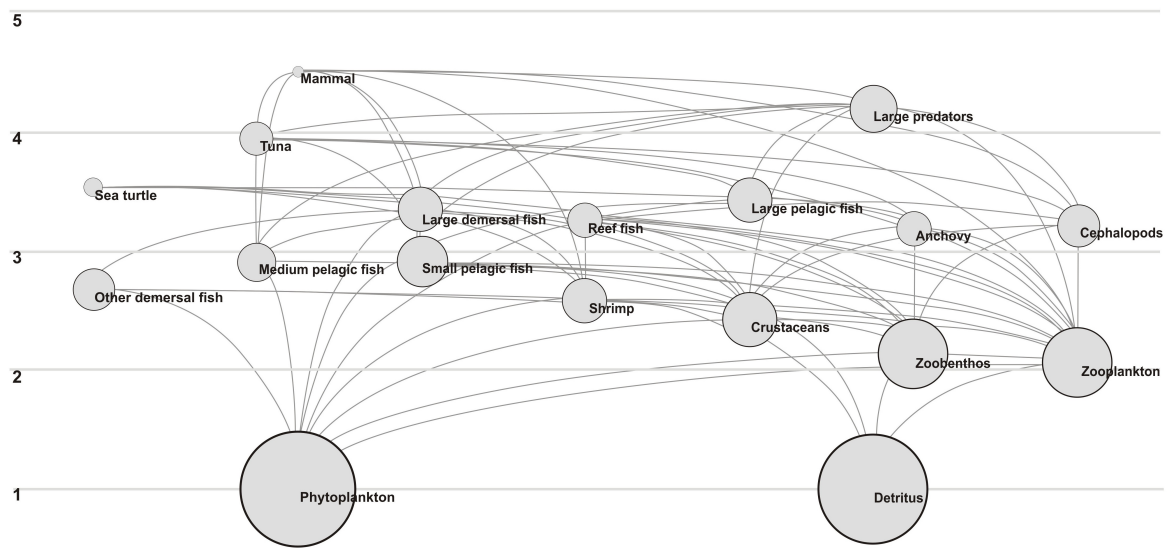 5
Mammal
Large predators
4
Tuna
Sea turtle
Large pelagic fish
Large demersal fish
Reef fish
Cephalopods
Anchovy
3
Medium pelagic fish
Small pelagic fish
Other demersal fish
Shrimp
Crustaceans
Zoobenthos
Zooplankton
2
1
Phytoplankton
Detritus